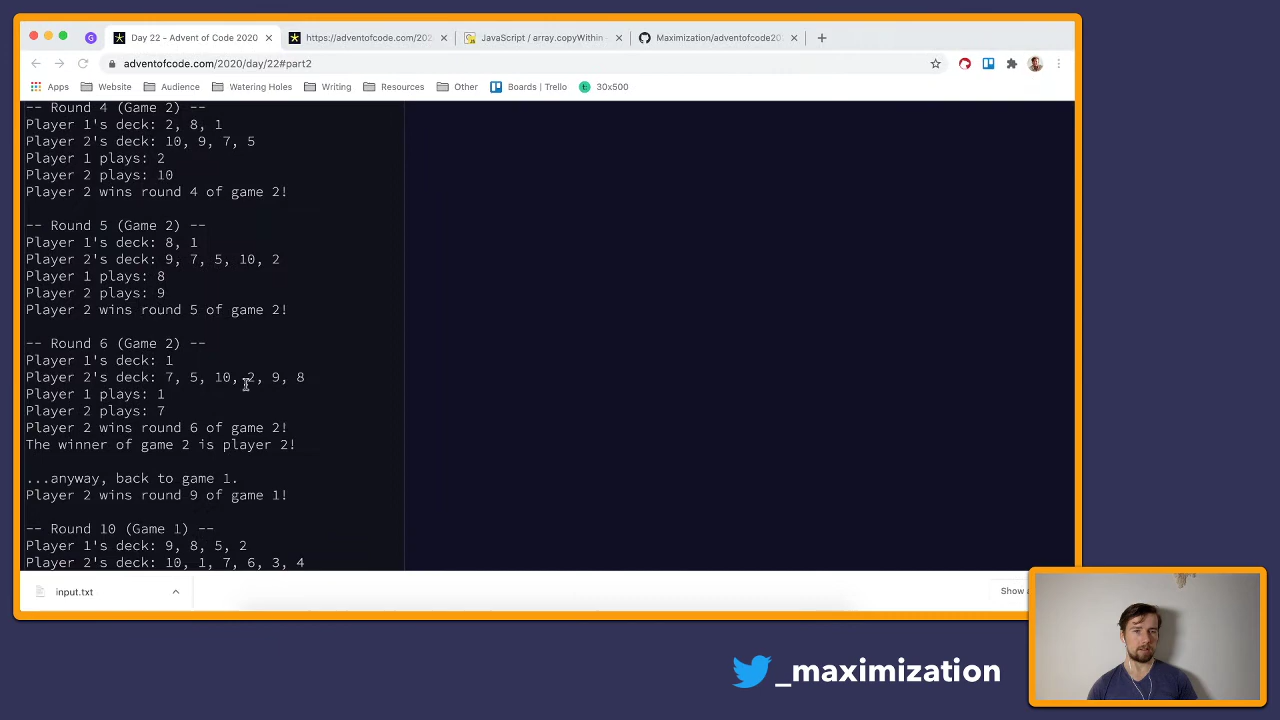 Day 22 - Advent of Code 2020
https://adventofcode.com/202
JavaScript / array.copyWithin -
Maximization/adventofcode20
adventofcode.com/2020/day/22#part2
Apps
Website
Audience
Watering Holes
Writing
Resources
Other
Boards | Trello
30x500
-- Round 4 (Game 2) --
Player 1's deck: 2, 8, 1
Player 2's deck: 10, 9, 7, 5
Player 1 plays: 2
Player 2 plays: 10
Player 2 wins round 4 of game 2!
-- Round 5 (Game 2) --
Player 1's deck: 8, 1
Player 2's deck: 9, 7, 5, 10, 2
Player 1 plays: 8
Player 2 plays: 9
Player 2 wins round 5 of game 2!
-- Round 6 (Game 2) --
Player 1's deck: 1
Player 2's deck: 7, 5, 10, 2, 9, 8
Player 1 plays: 1
Player 2 plays: 7
Player 2 wins round 6 of game 2!
The winner of game 2 is player 2!
...anyway, back to game 1.
Player 2 wins round 9 of game 1!
-- Round 10 (Game 1) --
Player 1's deck: 9, 8, 5, 2
Player 2's deck: 10, 1, 7, 6, 3, 4
input.txt
Show
_maximization